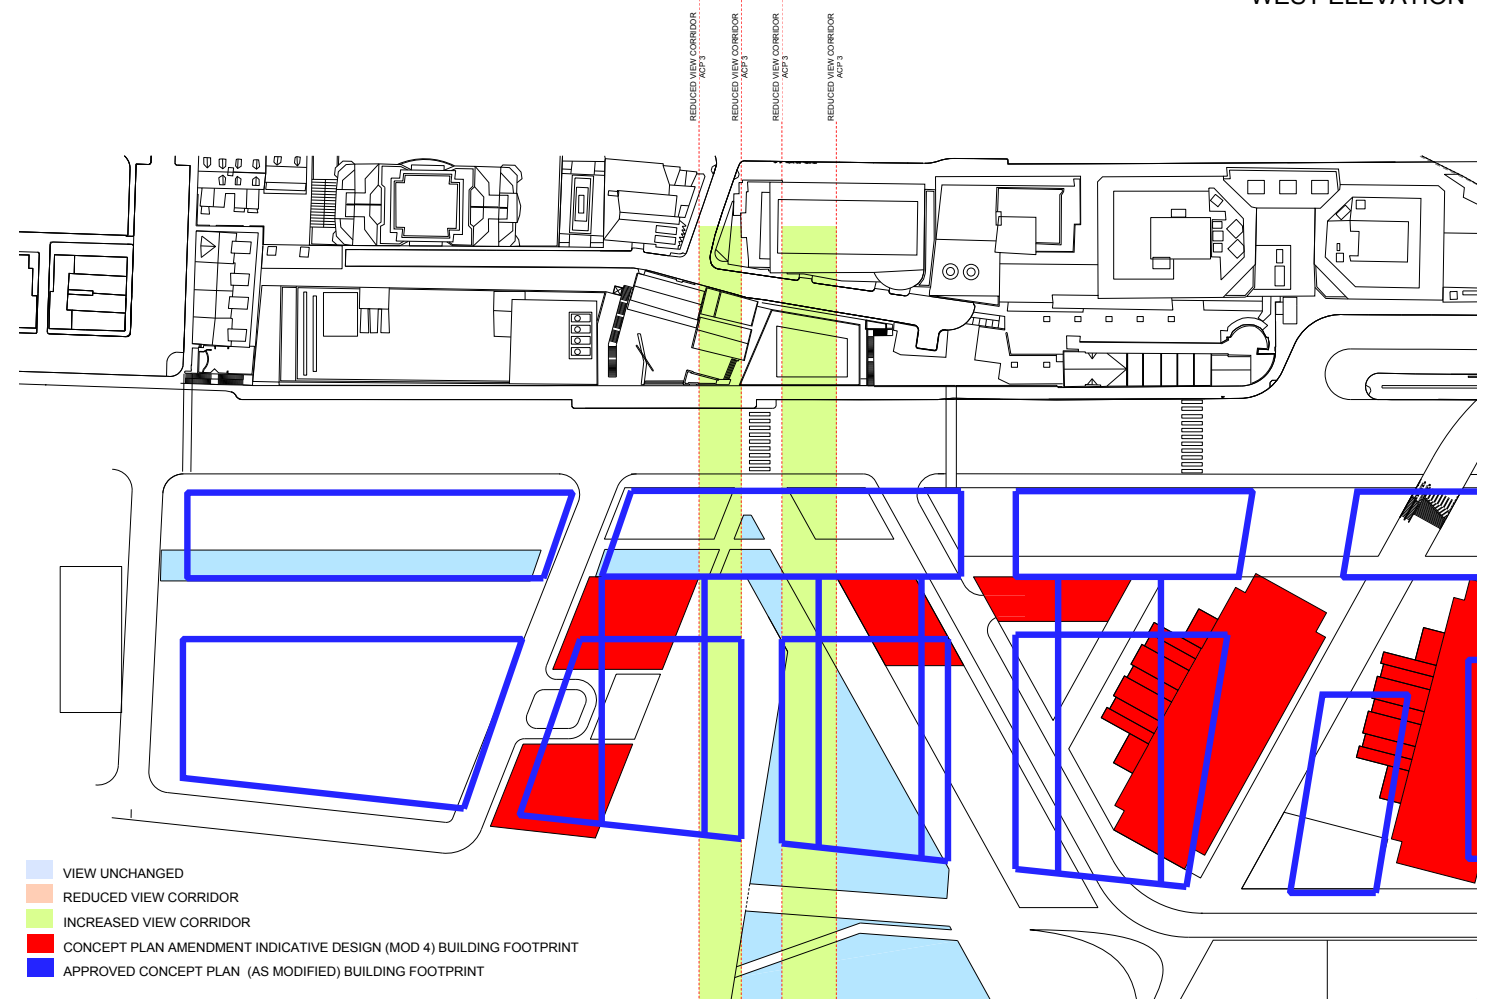 WEST ELEVATION
REDUCED VIEW CORRIDOR
ACP 3
REDUCED VIEW CORRIDOR
ACP 3
REDUCED VIEW CORRIDOR
ACP 3
REDUCED VIEW CORRIDOR
ACP 3
VIEW UNCHANGED
REDUCED VIEW CORRIDOR
INCREASED VIEW CORRIDOR
CONCEPT PLAN AMENDMENT INDICATIVE DESIGN (MOD 4) BUILDING FOOTPRINT
APPROVED CONCEPT PLAN (AS MODIFIED) BUILDING FOOTPRINT